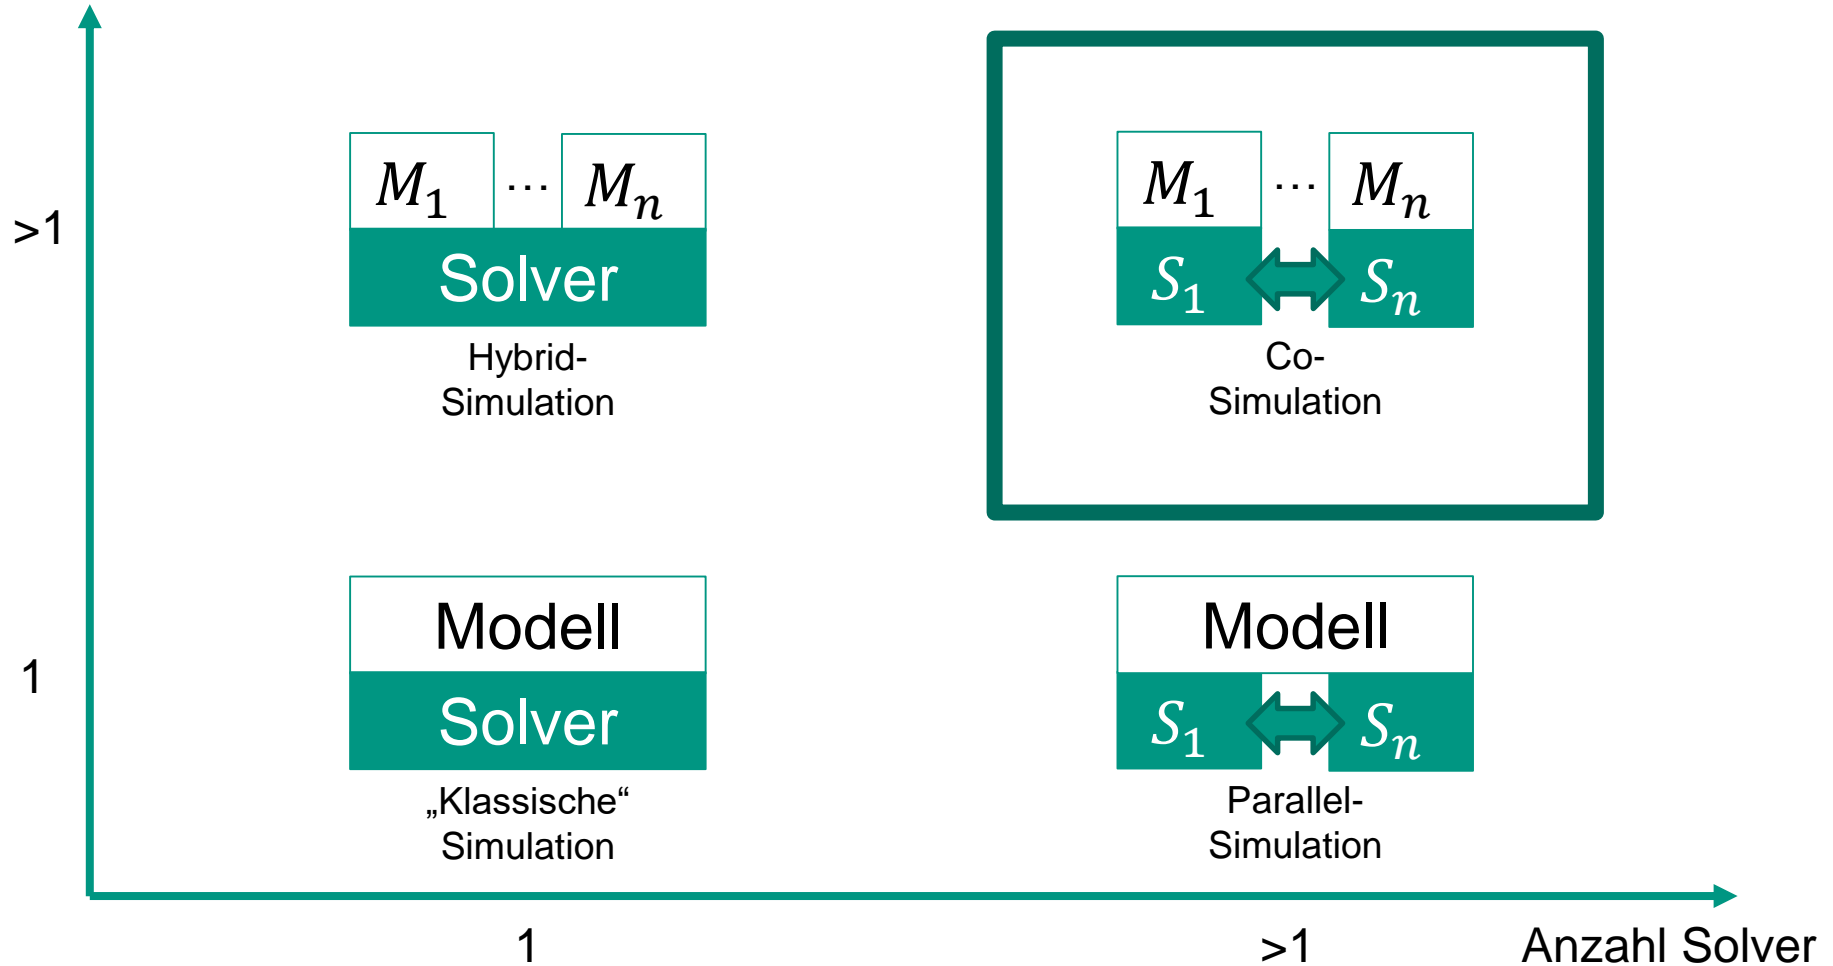 >1
M₁ ... Mₙ
Solver
Hybrid-
Simulation
M₁ ... Mₙ
S₁ Sₙ
Co-
Simulation
1
Modell
Solver
„Klassische“
Simulation
Modell
S₁ Sₙ
Parallel-
Simulation
1 >1 Anzahl Solver